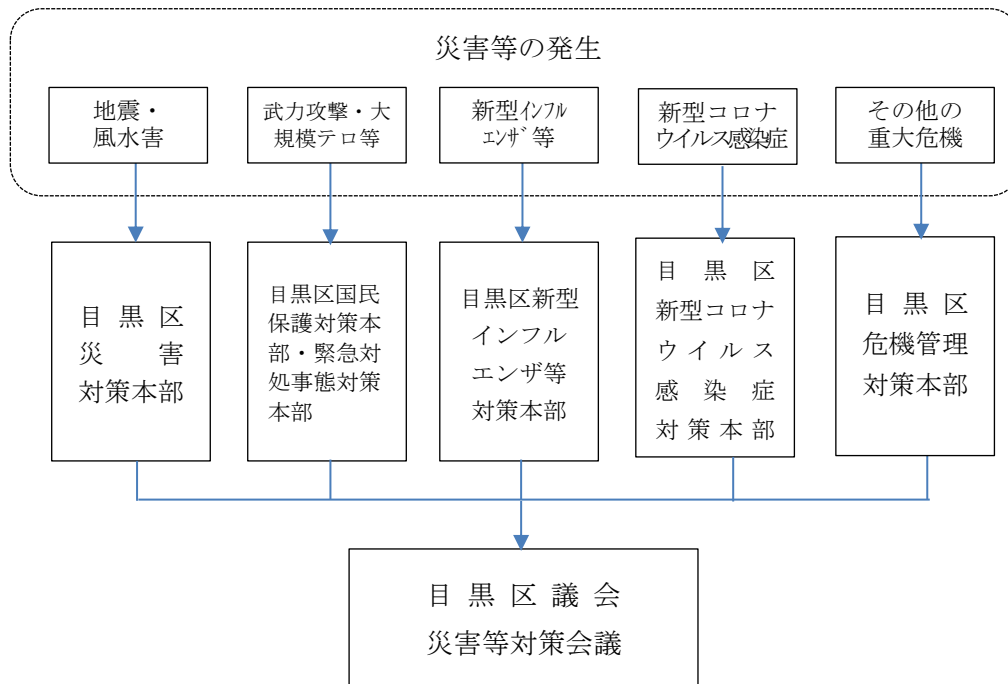 災害等の発生
地震・
風水害
武力攻撃・大
規模テロ等
新型ｲﾝﾌﾙ
ｴﾝｻﾞ等
新型コロナ
ウイルス感染症
その他の
重大危機
目黒区
災害
対策本部
目黒区国民
保護対策本
部・緊急対
処事態対策
本部
目黒区新型
インフル
エンザ等
対策本部
目黒区
新型コロナ
ウイルス
感染症
対策本部
目黒区
危機管理
対策本部
目黒区議会
災害等対策会議